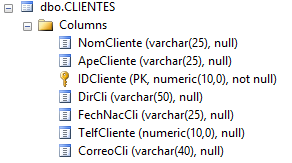 dbo.CLIENTES
Columns
NomCliente (varchar(25), null)
ApeCliente (varchar(25), null)
IDCliente (PK, numeric(10,0), not null)
DirCli (varchar(50), null)
FechNacCli (varchar(25), null)
TelfCliente (numeric(10,0), null)
CorreoCli (varchar(40), null)